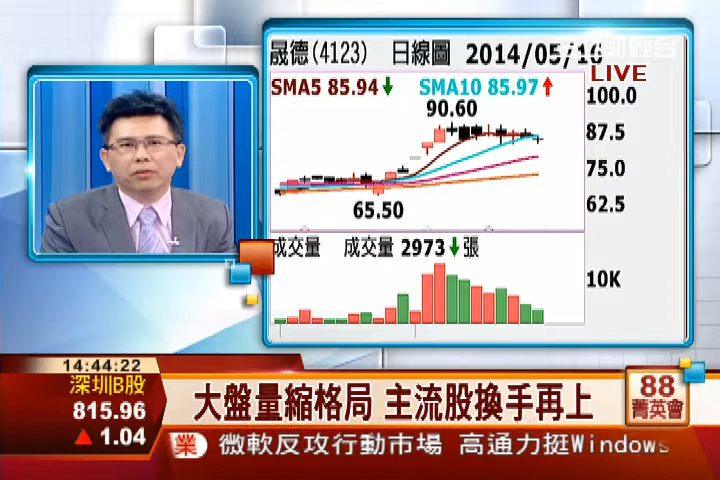 晟德(4123) 日線圖 2014/05/16
LIVE
SMA5 85.94 SMA10 85.97
90.60
65.50
100.0
87.5
75.0
62.5
成交量 成交量 2973 張
10K
14:44:22
深圳B股
815.96
▲ 1.04
大盤量縮格局 主流股換手再上
88
菁英會
業 微軟反攻行動市場 高通力挺Windows